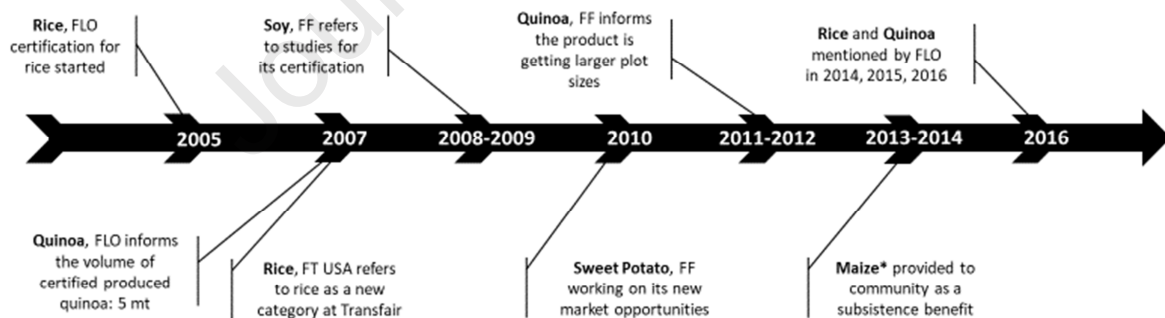 Rice, FLO
certification for
rice started
Soy, FF refers
to studies for
its certification
Quinoa, FF informs
the product is
getting larger plot
sizes
Rice and Quinoa
mentioned by FLO
in 2014, 2015, 2016
2005 2007 2008-2009 2010 2011-2012 2013-2014 2016
Quinoa, FLO informs
the volume of
certified produced
quinoa: 5 mt
Rice, FT USA refers
to rice as a new
category at Transfair
Sweet Potato, FF
working on its new
market opportunities
Maize* provided to
community as a
subsistence benefit